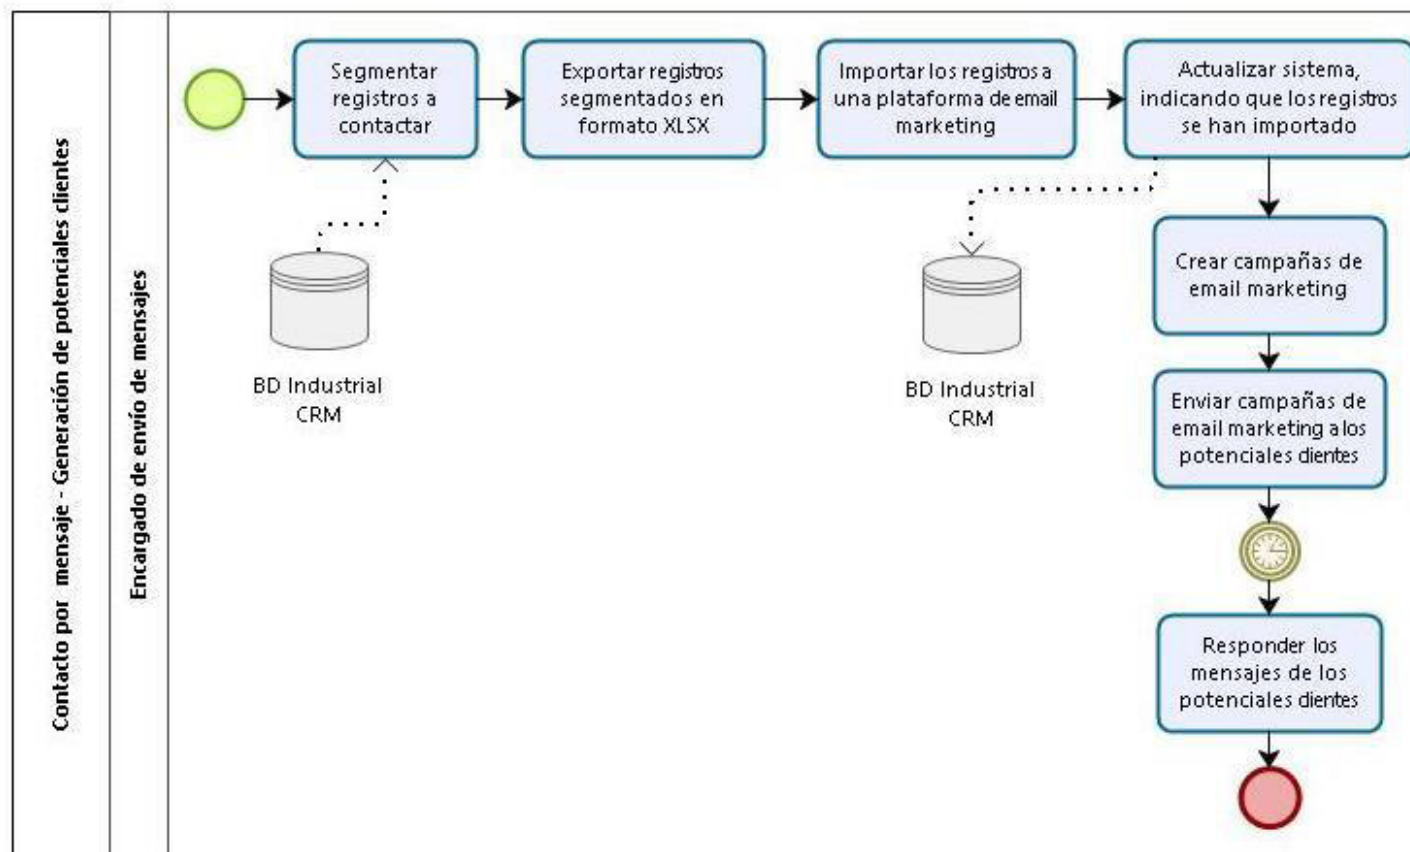 Contacto por mensaje - Generación de potenciales clientes
Encargado de envío de mensajes
Segmentar
registros a
contactar
Exportar registros
segmentados en
formato XLSX
Importar los registros a
una plataforma de email
marketing
Actualizar sistema,
indicando que los registros
se han importado
BD Industrial
CRM
BD Industrial
CRM
Crear campañas de
email marketing
Enviar campañas de
email marketing a los
potenciales clientes
Responder los
mensajes de los
potenciales clientes